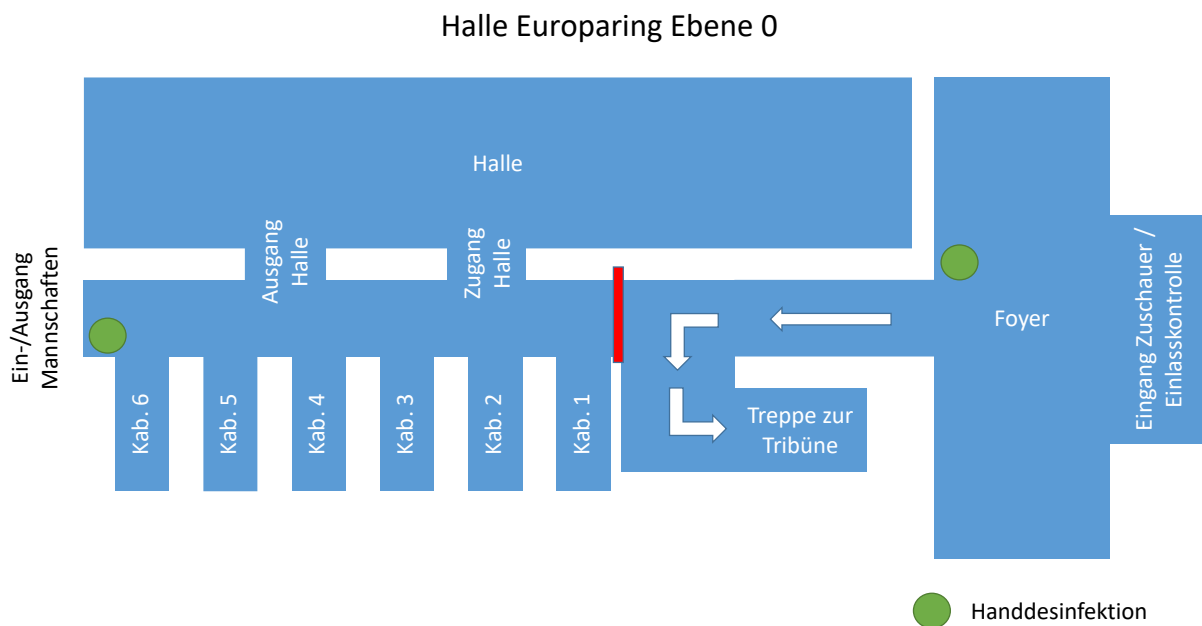 Halle Europaring Ebene 0
Halle
Ausgang
Halle
Zugang
Halle
Ein-/Ausgang
Mannschaften
Foyer
Eingang Zuschauer /
Einlasskontrolle
Kab. 6
Kab. 5
Kab. 4
Kab. 3
Kab. 2
Kab. 1
Treppe zur
Tribüne
Handdesinfektion